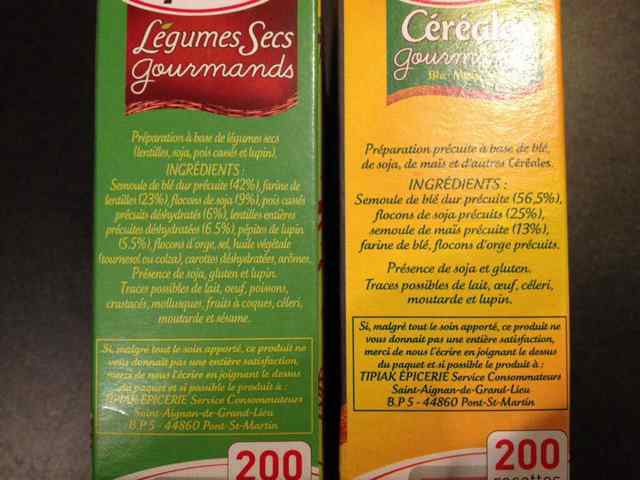 Légumes Secs
gourmands
Préparation à base de légumes secs
(lentilles, soja, pois cassés et lupin).
INGRÉDIENTS :
Semoule de blé dur précuite (42%), farine de
lentilles (23%), flocons de soja (9%), pois cassés
précuits déshydratés (6%), lentilles entières
précuites déshydratées (6.5%), pépites de lupin
(5.5%), flocons d'orge, sel, huile végétale
(tournesol ou colza), carottes déshydratées, arômes.
Présence de soja, gluten et lupin.
Traces possibles de lait, oeuf, poissons,
crustacés, mollusques, fruits à coques, céleri,
moutarde et sésame.
Si, malgré tout le soin apporté, ce produit ne
vous donnait pas une entière satisfaction,
merci de nous l'écrire en joignant le dessus
du paquet et si possible le produit à :
TIPIAK ÉPICERIE Service Consommateurs
Saint-Aignan-de-Grand-Lieu
B.P 5 - 44860 Pont-St-Martin
200
Céréales
gourm
Blé
Préparation précuite à base de blé,
de soja, de maïs et d'autres Céréales.
INGRÉDIENTS :
Semoule de blé dur précuite (56,5%),
flocons de soja précuits (25%),
semoule de maïs précuite (13%),
farine de blé, flocons d'orge précuits.
Présence de soja et gluten.
Traces possibles de lait, œuf, céleri,
moutarde et lupin.
Si, malgré tout le soin apporté, ce produit ne
vous donnait pas une entière satisfaction,
merci de nous l'écrire en joignant le dessus
du paquet et si possible le produit à :
TIPIAK ÉPICERIE Service Consommateurs
Saint-Aignan-de-Grand-Lieu
B.P 5 - 44860 Pont-St-Martin
200
recettes